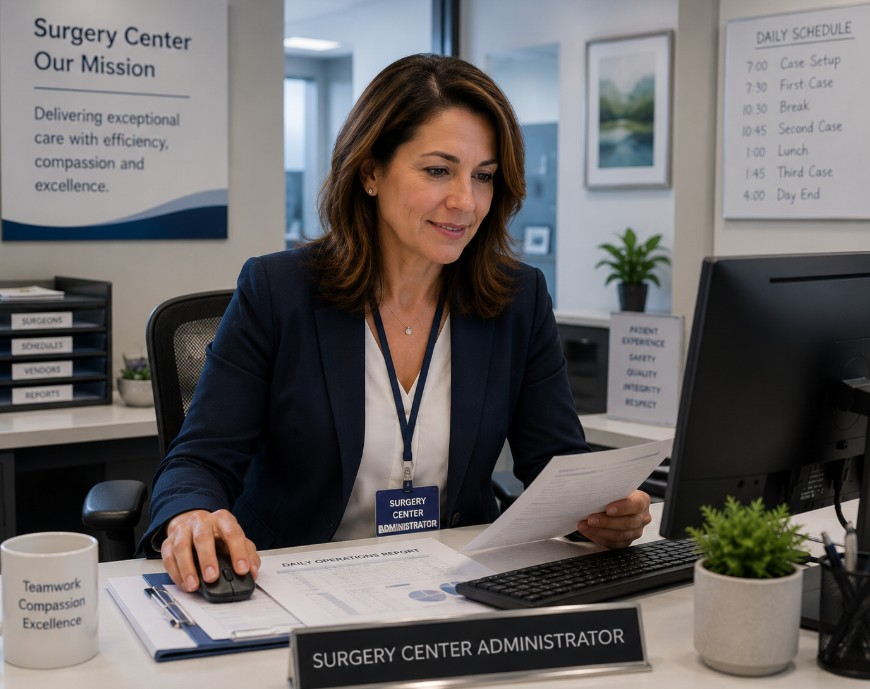 Surgery Center
Our Mission
Delivering exceptional
care with efficiency,
compassion and
excellence.
DAILY SCHEDULE
7:00 Case Setup
7:30 First Case
10:30 Break
10:45 Second Case
1:00 Lunch
1:45 Third Case
4:00 Day End
SURGEONS
SCHEDULES
VENDORS
REPORTS
PATIENT
EXPERIENCE
SAFETY
QUALITY
INTEGRITY
RESPECT
SURGERY
CENTER
ADMINISTRATOR
DAILY OPERATIONS REPORT
Teamwork
Compassion
Excellence
SURGERY CENTER ADMINISTRATOR